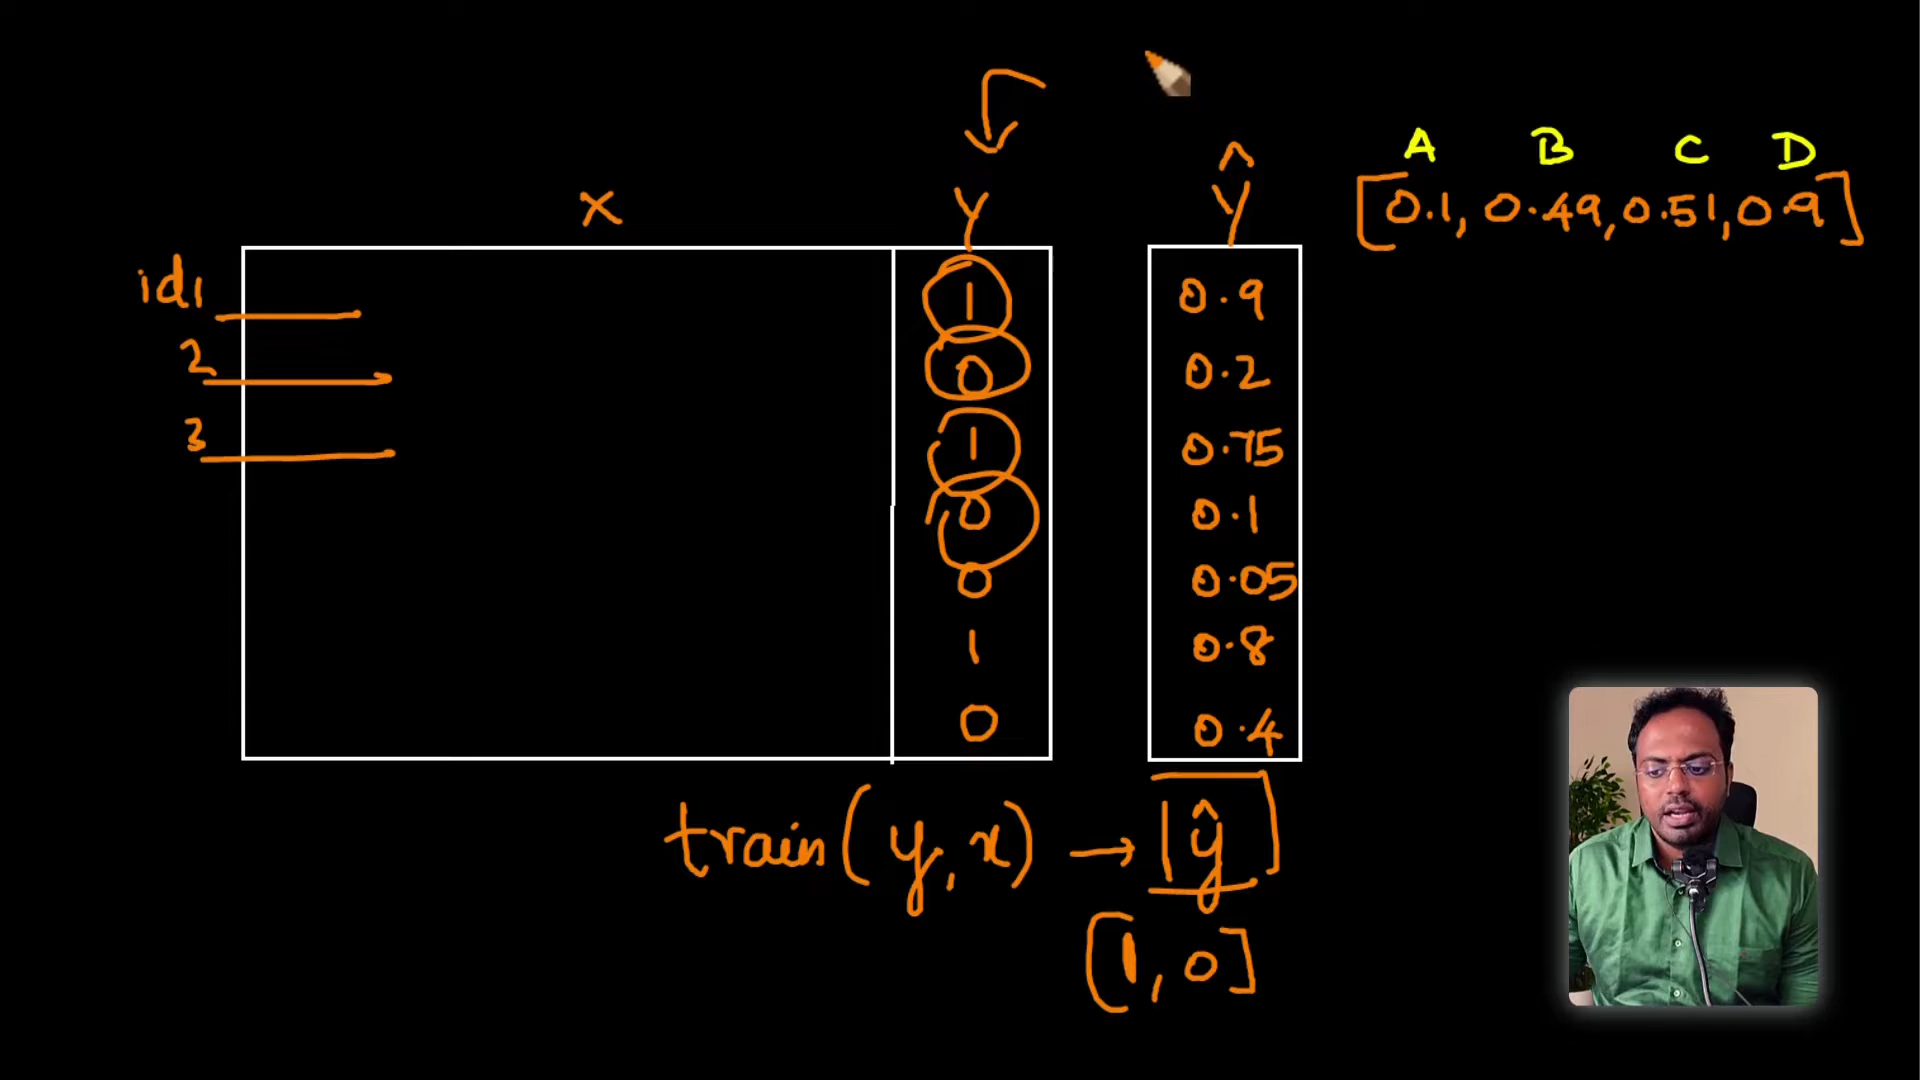 A B C D
[0.1, 0.49, 0.51, 0.9]
x Y Ŷ
id1 1 0.9
2 0 0.2
3 1 0.75
0 0.1
0 0.05
1 0.8
0 0.4
train(y, x) → [ŷ]
[1, 0]